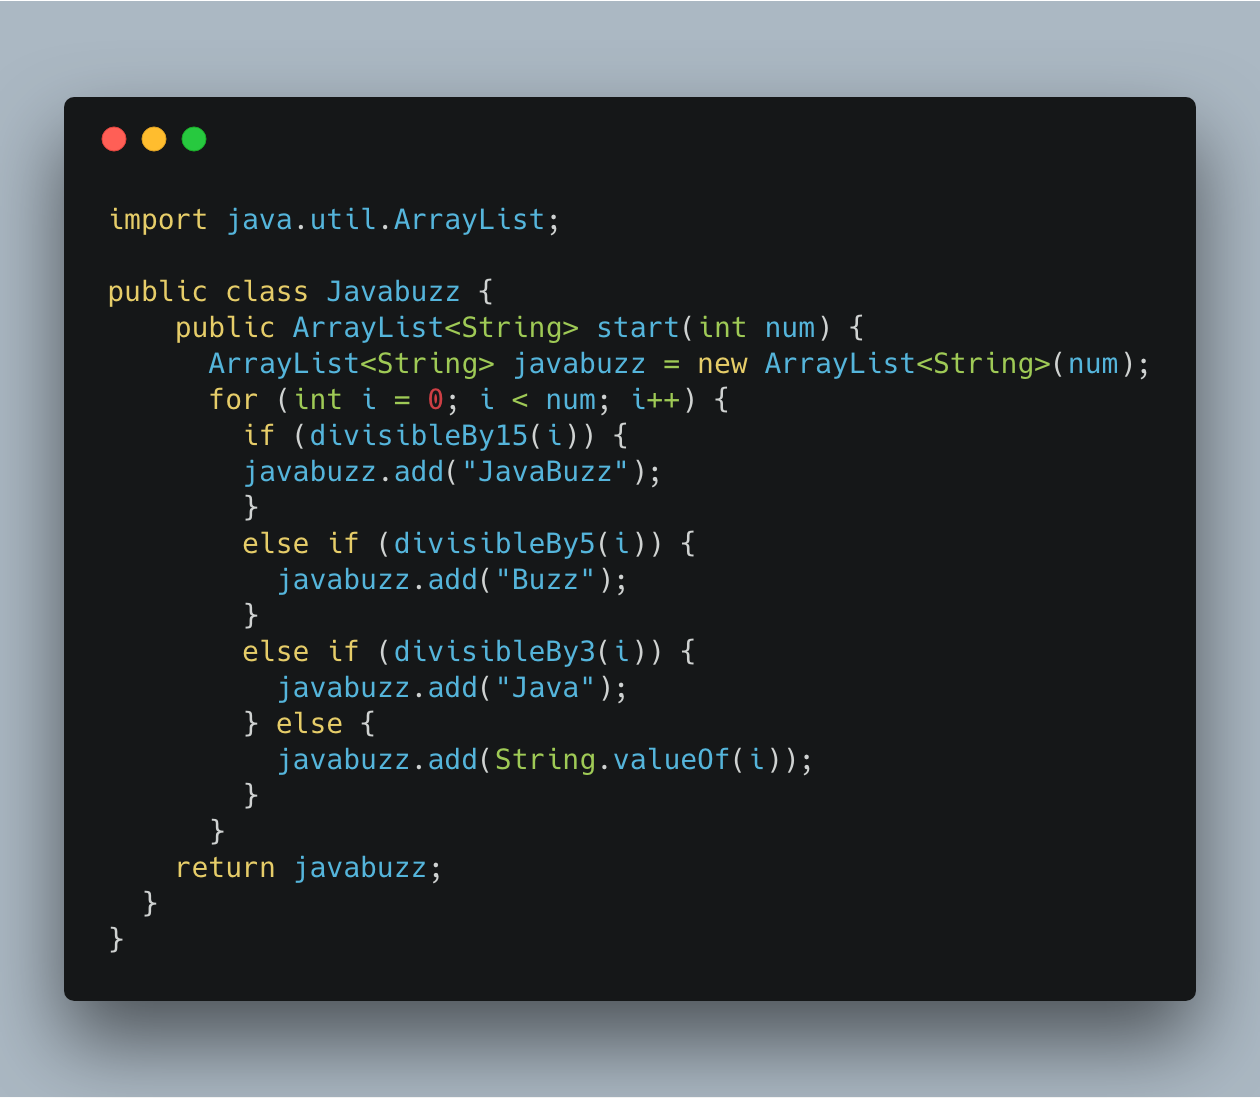 import java.util.ArrayList;

public class Javabuzz {
    public ArrayList<String> start(int num) {
      ArrayList<String> javabuzz = new ArrayList<String>(num);
      for (int i = 0; i < num; i++) {
        if (divisibleBy15(i)) {
        javabuzz.add("JavaBuzz");
        }
        else if (divisibleBy5(i)) {
          javabuzz.add("Buzz");
        }
        else if (divisibleBy3(i)) {
          javabuzz.add("Java");
        } else {
          javabuzz.add(String.valueOf(i));
        }
      }
    return javabuzz;
  }
}